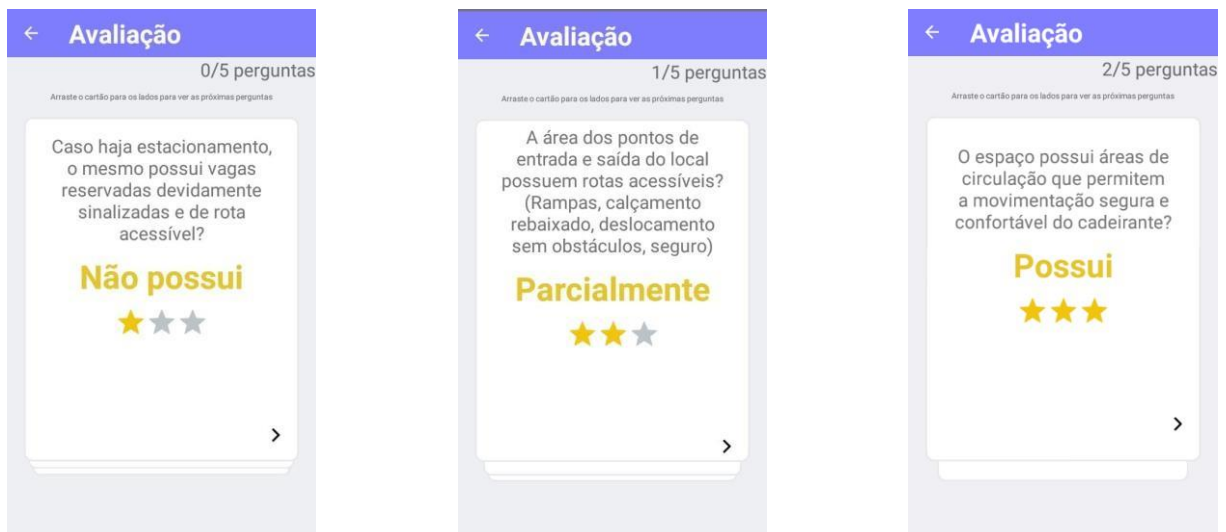 Avaliação
0/5 perguntas
Arraste o cartão para os lados para ver as próximas perguntas
Caso haja estacionamento,
o mesmo possui vagas
reservadas devidamente
sinalizadas e de rota
acessível?
Não possui
Avaliação
1/5 perguntas
Arraste o cartão para os lados para ver as próximas perguntas
A área dos pontos de
entrada e saída do local
possuem rotas acessíveis?
(Rampas, calçamento
rebaixado, deslocamento
sem obstáculos, seguro)
Parcialmente
Avaliação
2/5 perguntas
Arraste o cartão para os lados para ver as próximas perguntas
O espaço possui áreas de
circulação que permitem
a movimentação segura e
confortável do cadeirante?
Possui